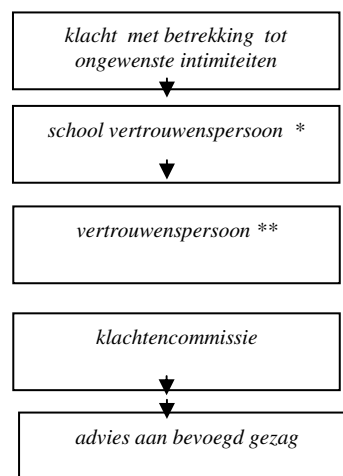 klacht met betrekking tot
ongewenste intimiteiten
school vertrouwenspersoon *
vertrouwenspersoon **
klachtencommissie
advies aan bevoegd gezag